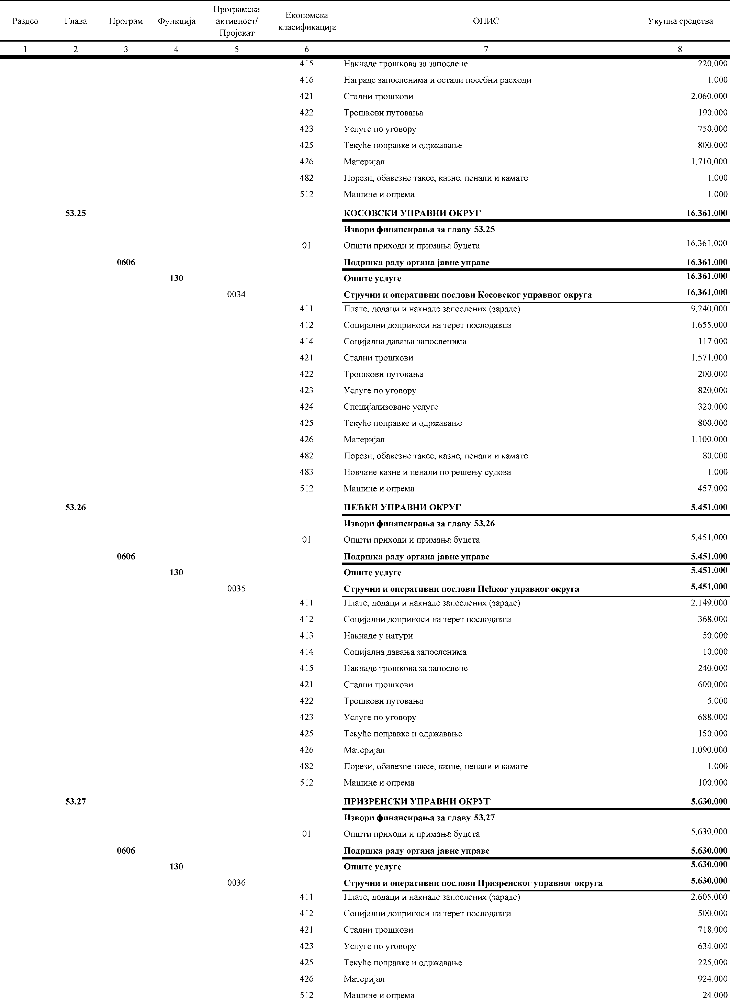 Раздео Глава Програм Функција Програмска активност/ Пројекат Економска класификација ОПИС Укупна средства
1 2 3 4 5 6 7 8
415 Накнаде трошкова за запослене 220.000
416 Награде запосленима и остали посебни расходи 1.000
421 Стални трошкови 2.060.000
422 Трошкови путовања 190.000
423 Услуге по уговору 750.000
425 Текуће поправке и одржавање 800.000
426 Материјал 1.710.000
482 Порези, обавезне таксе, казне, пенали и камате 1.000
512 Машине и опрема 1.000
53.25 КОСОВСКИ УПРАВНИ ОКРУГ 16.361.000
Извори финансирања за главу 53.25
01 Општи приходи и примања буџета 16.361.000
0606 Подршка раду органа јавне управе 16.361.000
130 Опште услуге 16.361.000
0034 Стручни и оперативни послови Косовског управног округа 16.361.000
411 Плате, додаци и накнаде запослених (зараде) 9.240.000
412 Социјални доприноси на терет послодавца 1.655.000
414 Социјална давања запосленима 117.000
421 Стални трошкови 1.571.000
422 Трошкови путовања 200.000
423 Услуге по уговору 820.000
424 Специјализоване услуге 320.000
425 Текуће поправке и одржавање 800.000
426 Материјал 1.100.000
482 Порези, обавезне таксе, казне, пенали и камате 80.000
483 Новчане казне и пенали по решењу судова 1.000
512 Машине и опрема 457.000
53.26 ПЕЋКИ УПРАВНИ ОКРУГ 5.451.000
Извори финансирања за главу 53.26
01 Општи приходи и примања буџета 5.451.000
0606 Подршка раду органа јавне управе 5.451.000
130 Опште услуге 5.451.000
0035 Стручни и оперативни послови Пећког управног округа 5.451.000
411 Плате, додаци и накнаде запослених (зараде) 2.149.000
412 Социјални доприноси на терет послодавца 368.000
413 Накнаде у натури 50.000
414 Социјална давања запосленима 10.000
415 Накнаде трошкова за запослене 240.000
421 Стални трошкови 600.000
422 Трошкови путовања 5.000
423 Услуге по уговору 688.000
425 Текуће поправке и одржавање 150.000
426 Материјал 1.090.000
482 Порези, обавезне таксе, казне, пенали и камате 1.000
512 Машине и опрема 100.000
53.27 ПРИЗРЕНСКИ УПРАВНИ ОКРУГ 5.630.000
Извори финансирања за главу 53.27
01 Општи приходи и примања буџета 5.630.000
0606 Подршка раду органа јавне управе 5.630.000
130 Опште услуге 5.630.000
0036 Стручни и оперативни послови Призренског управног округа 5.630.000
411 Плате, додаци и накнаде запослених (зараде) 2.605.000
412 Социјални доприноси на терет послодавца 500.000
421 Стални трошкови 718.000
423 Услуге по уговору 634.000
425 Текуће поправке и одржавање 225.000
426 Материјал 924.000
512 Машине и опрема 24.000